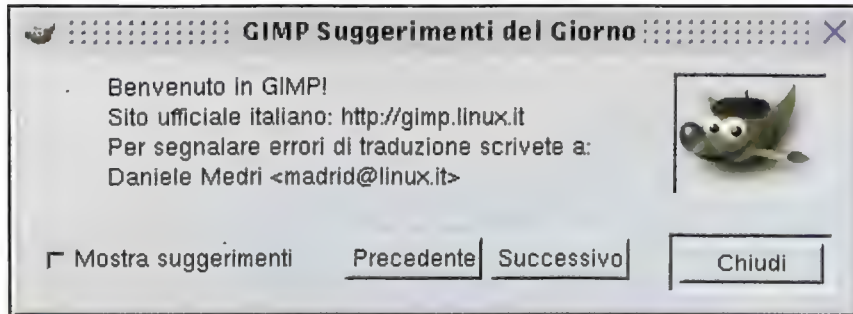 GIMP Suggerimenti del Giorno
Benvenuto in GIMP!
Sito ufficiale italiano: http://gimp.linux.it
Per segnalare errori di traduzione scrivete a:
Daniele Medri <madrid@linux.it>
Mostra suggerimenti
Precedente
Successivo
Chiudi